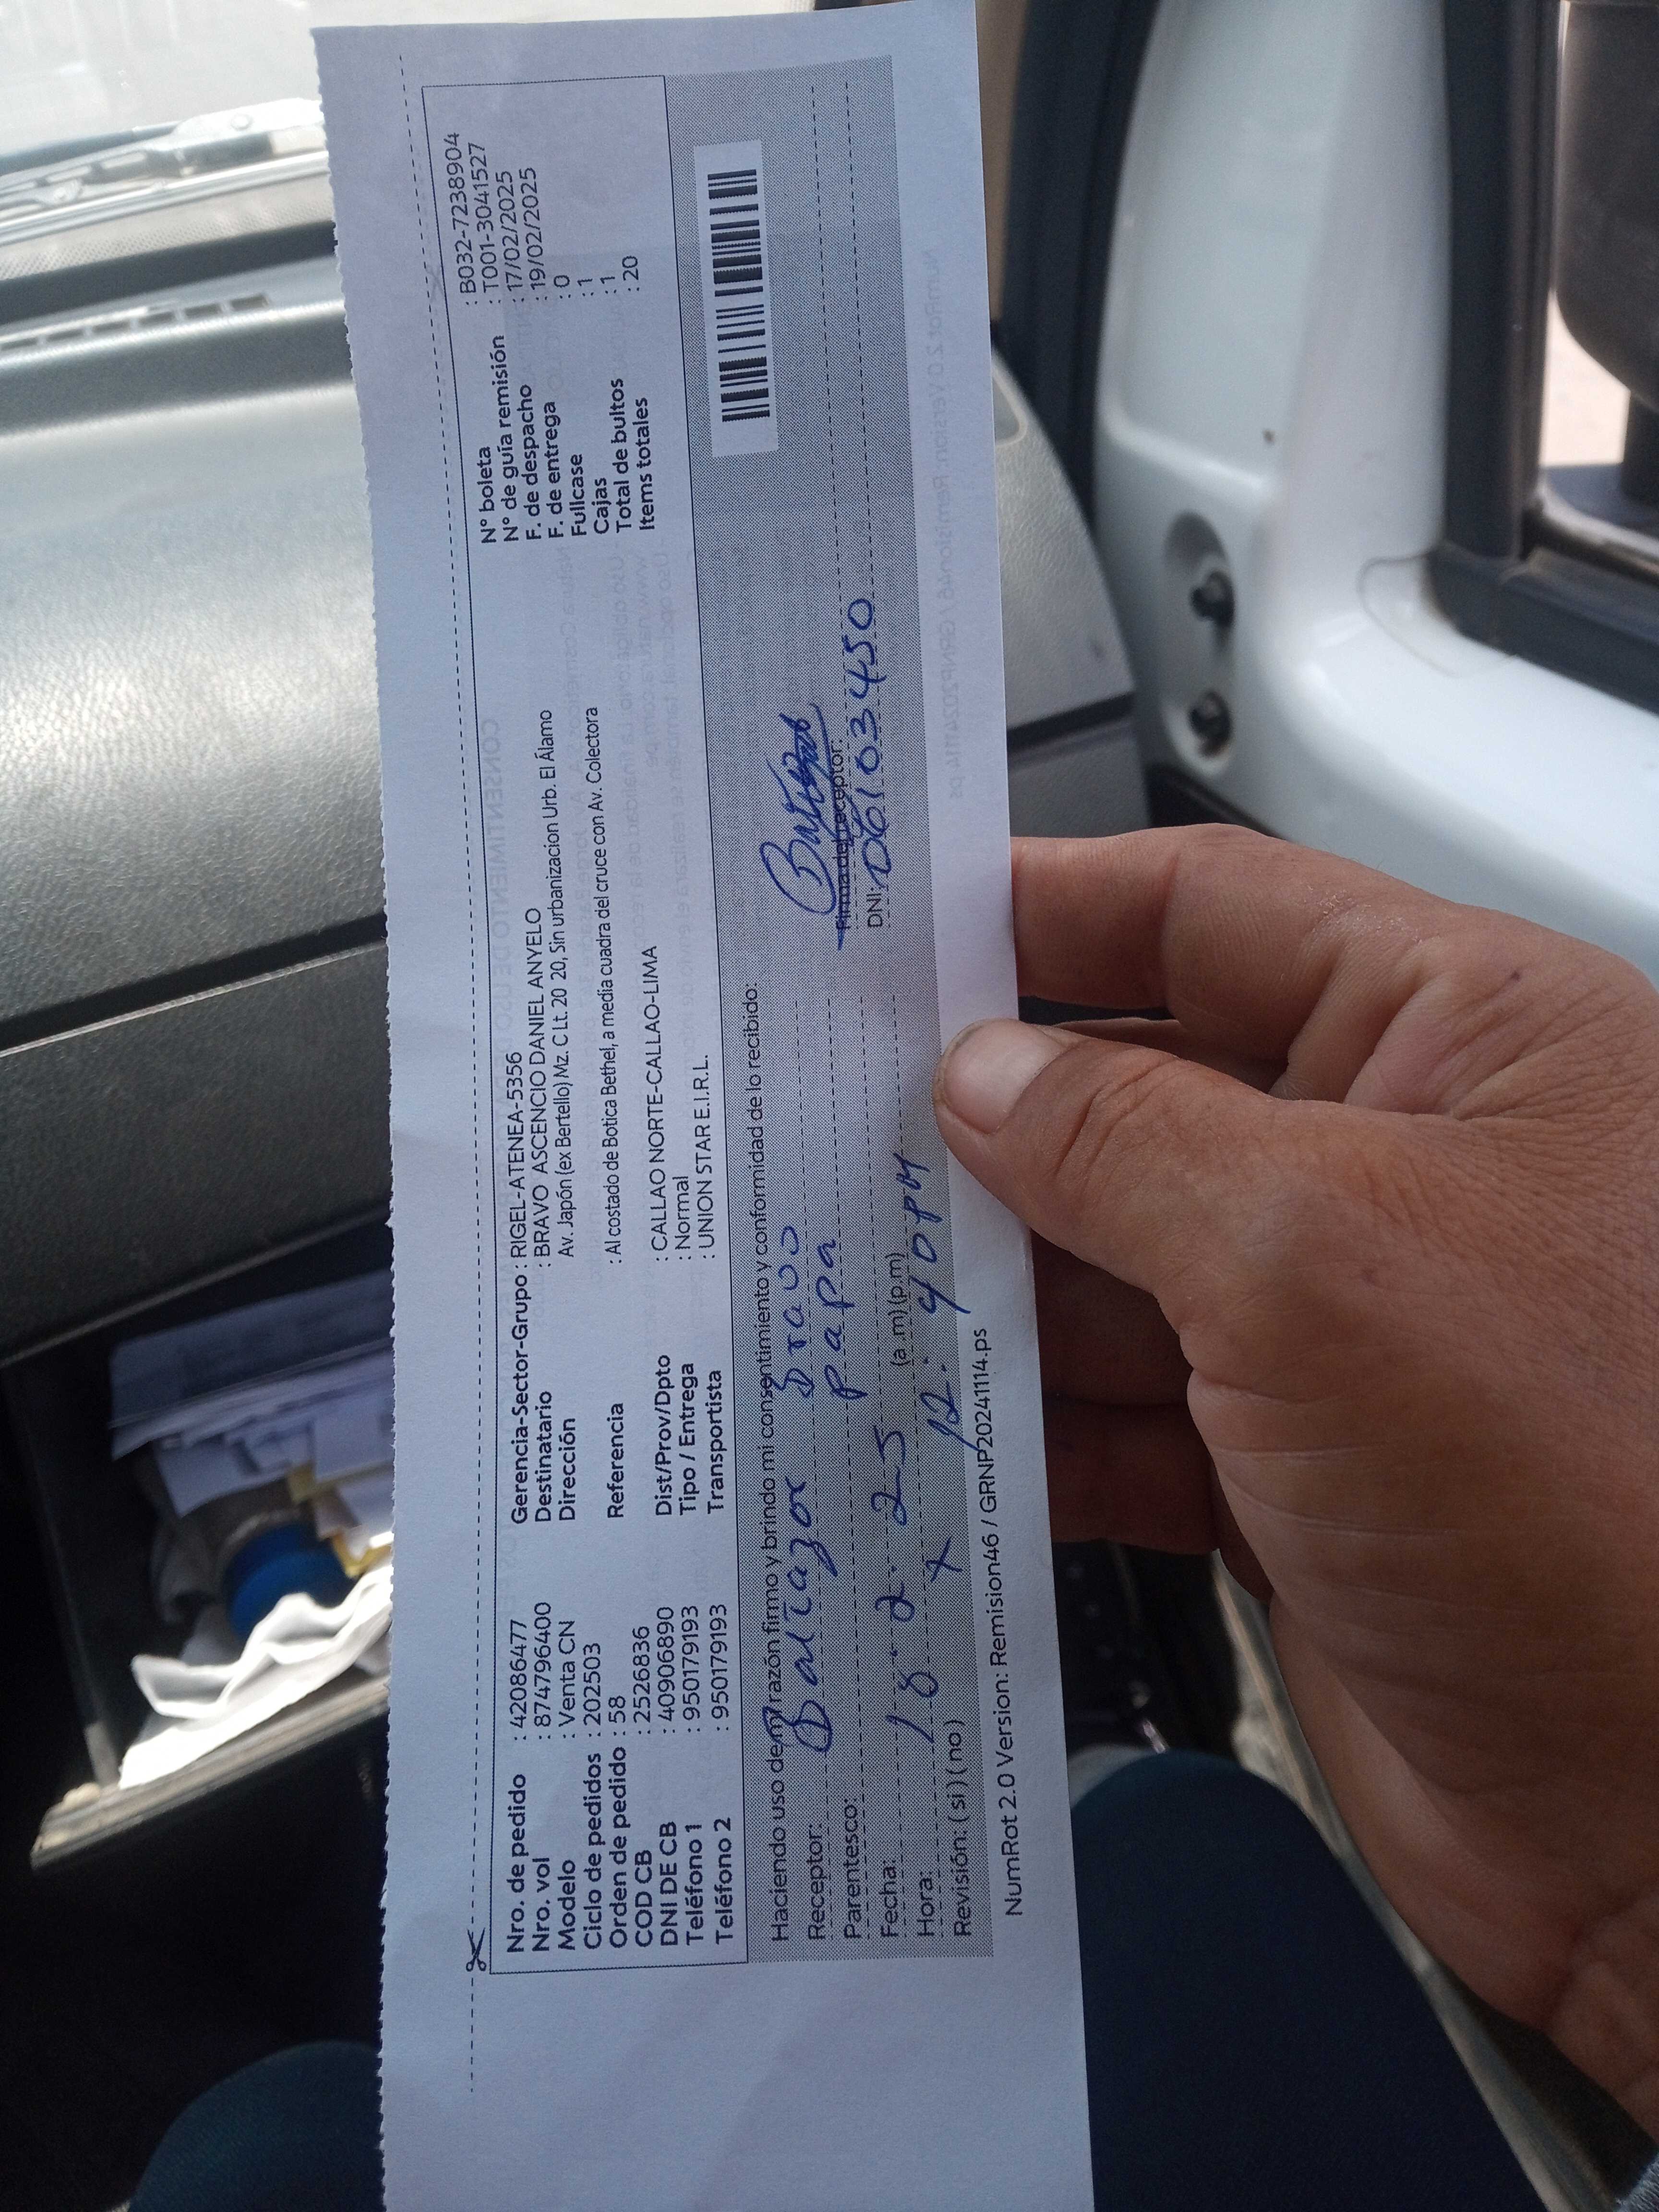 Nro. de pedido : 42086477
Nro. vol : 874796400
Modelo : Venta CN
Ciclo de pedidos : 202503
Orden de pedido : 58
COD CB : 2526836
DNI DE CB : 40906890
Teléfono 1 : 950179193
Teléfono 2 : 950179193
Gerencia-Sector-Grupo : RIGEL-ATENEA-5356
Destinatario : BRAVO ASCENCIO DANIEL ANYELO
Dirección Av. Japón (ex Bertello) Mz. C Lt. 20 20, Sin urbanizacion Urb. El Álamo
Referencia : Al costado de Botica Bethel, a media cuadra del cruce con Av. Colectora
Dist/Prov/Dpto : CALLAO NORTE-CALLAO-LIMA
Tipo / Entrega : Normal
Transportista : UNION STAR E.I.R.L.
N° boleta : B032-7238904
N° de guía remisión : T001-3041527
F. de despacho : 17/02/2025
F. de entrega : 19/02/2025
Fullcase : 0
Cajas : 1
Total de bultos : 1
Items totales : 20
Haciendo uso de mi razón firmo y brindo mi consentimiento y conformidad de lo recibido:
Receptor: Baltazar Bravo
Parentesco: papa
Fecha: 18 2 25
Hora: (a.m) (p.m) 12:40 pm
Revisión: (si) (no) x
Firma del receptor:
DNI: 06103450
NumRot 2.0 Version: Remision46 / GRNP20241114.ps